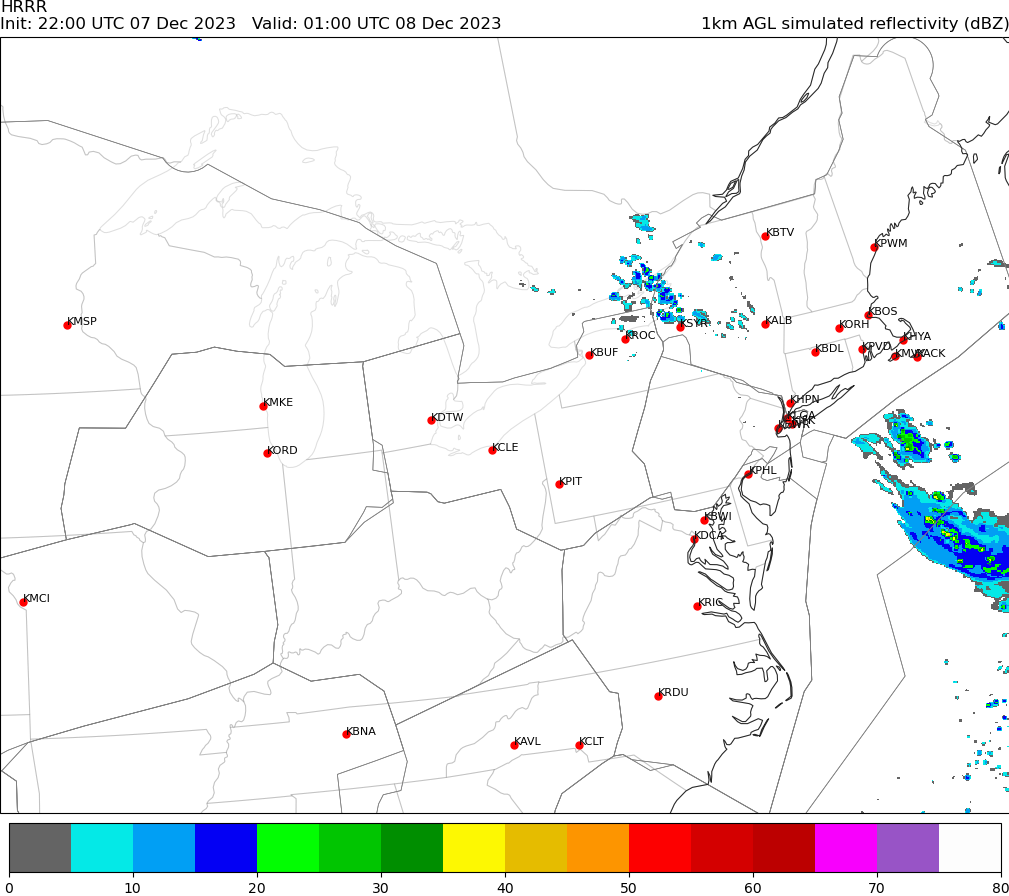 HRRR
Init: 22:00 UTC 07 Dec 2023   Valid: 01:00 UTC 08 Dec 2023
1km AGL simulated reflectivity (dBZ)
KBTV
KPWM
KMSP
KBOS
KALB
KSYR
KORH
KROC
KHYA
KBUF
KBDL
KPVD
KACK
KMKE
KHPN
KDTW
KLGA
KORD
KCLE
KPHL
KPIT
KBWI
KDCA
KMCI
KRIC
KRDU
KBNA
KAVL
KCLT
0 10 20 30 40 50 60 70 80